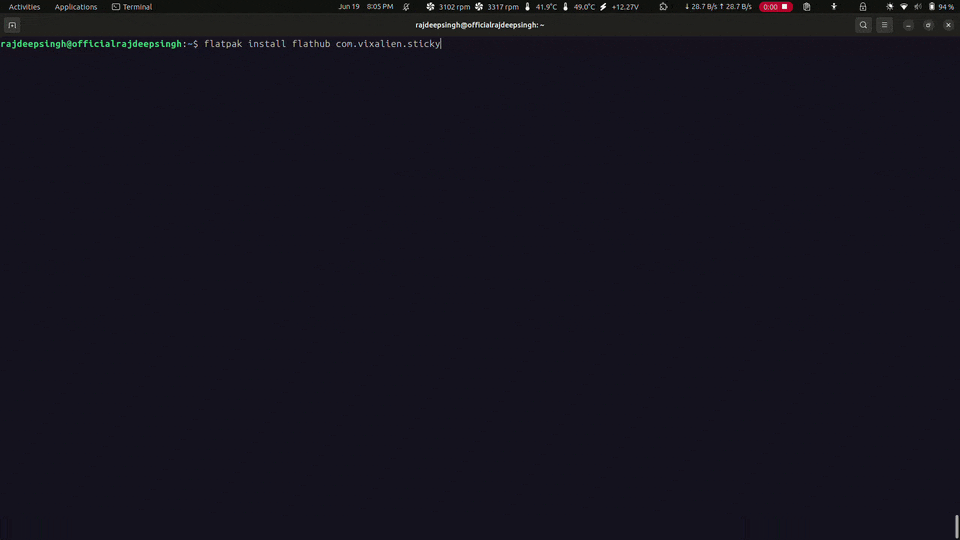 Activities Applications Terminal Jun 19 8:05 PM 3102 rpm 3317 rpm 41.9°C 49.0°C +12.27V ↓ 28.7 B/s ↑ 28.7 B/s 0:00 94 %
rajdeepsingh@officialrajdeepsingh: ~
rajdeepsingh@officialrajdeepsingh:~$ flatpak install flathub com.vixalien.sticky